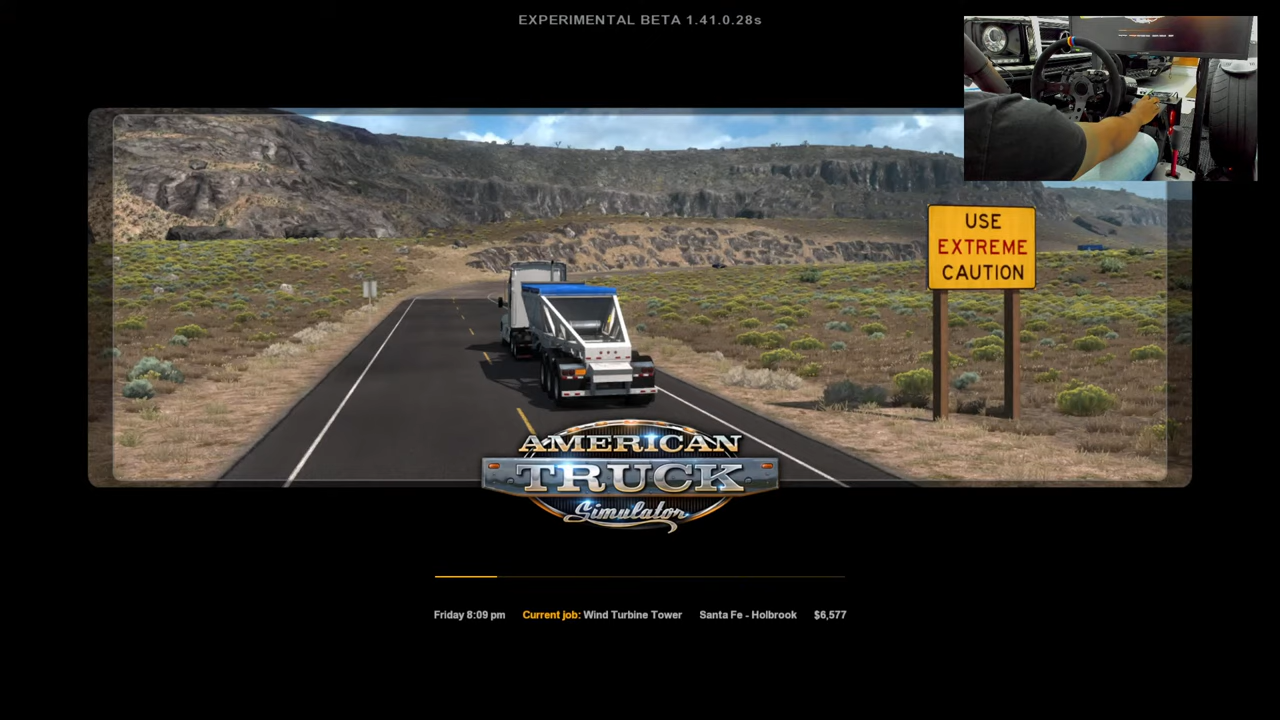 EXPERIMENTAL BETA 1.41.0.28s
USE
EXTREME
CAUTION
AMERICAN
TRUCK
Simulator
Friday 8:09 pm Current job: Wind Turbine Tower Santa Fe - Holbrook $6,577